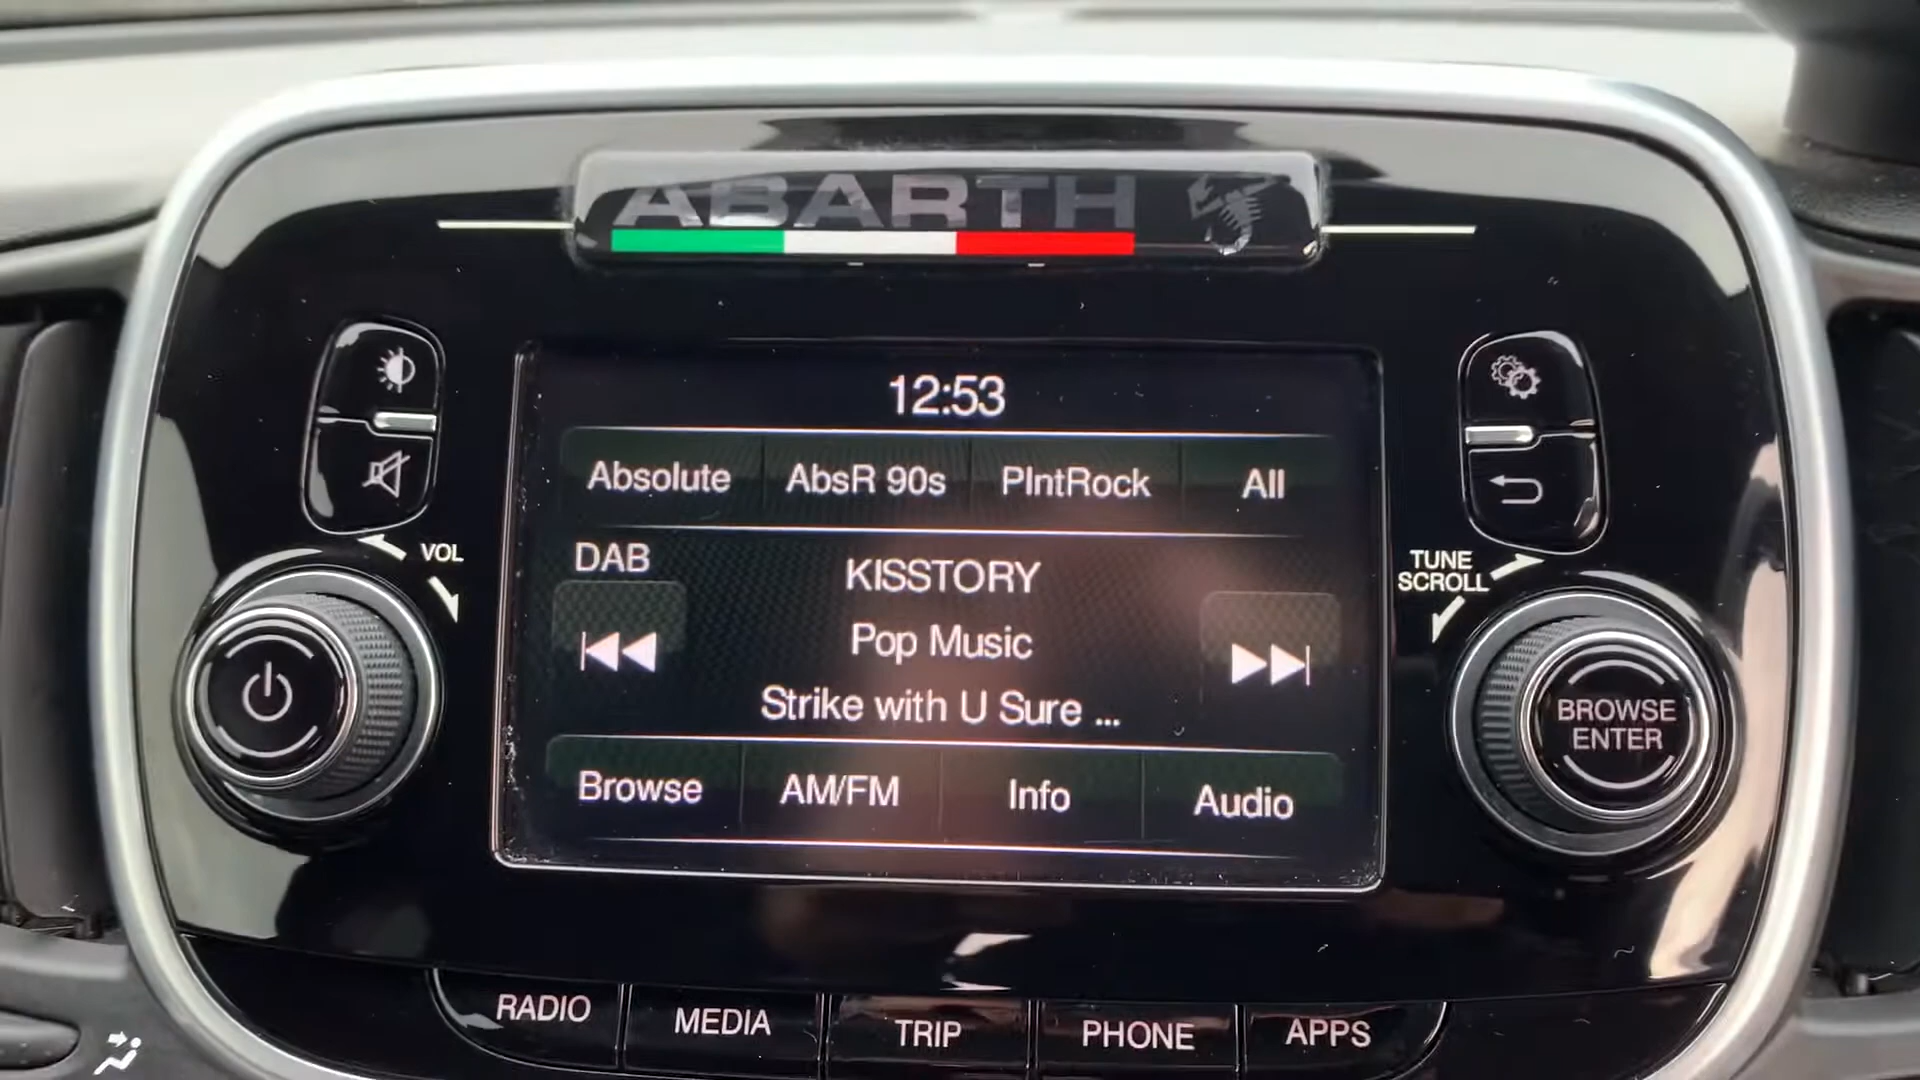 ABARTH
12:53
Absolute AbsR 90s PlntRock All
DAB
KISSTORY
Pop Music
Strike with U Sure ...
Browse AM/FM Info Audio
VOL
TUNE
SCROLL
BROWSE
ENTER
RADIO MEDIA TRIP PHONE APPS